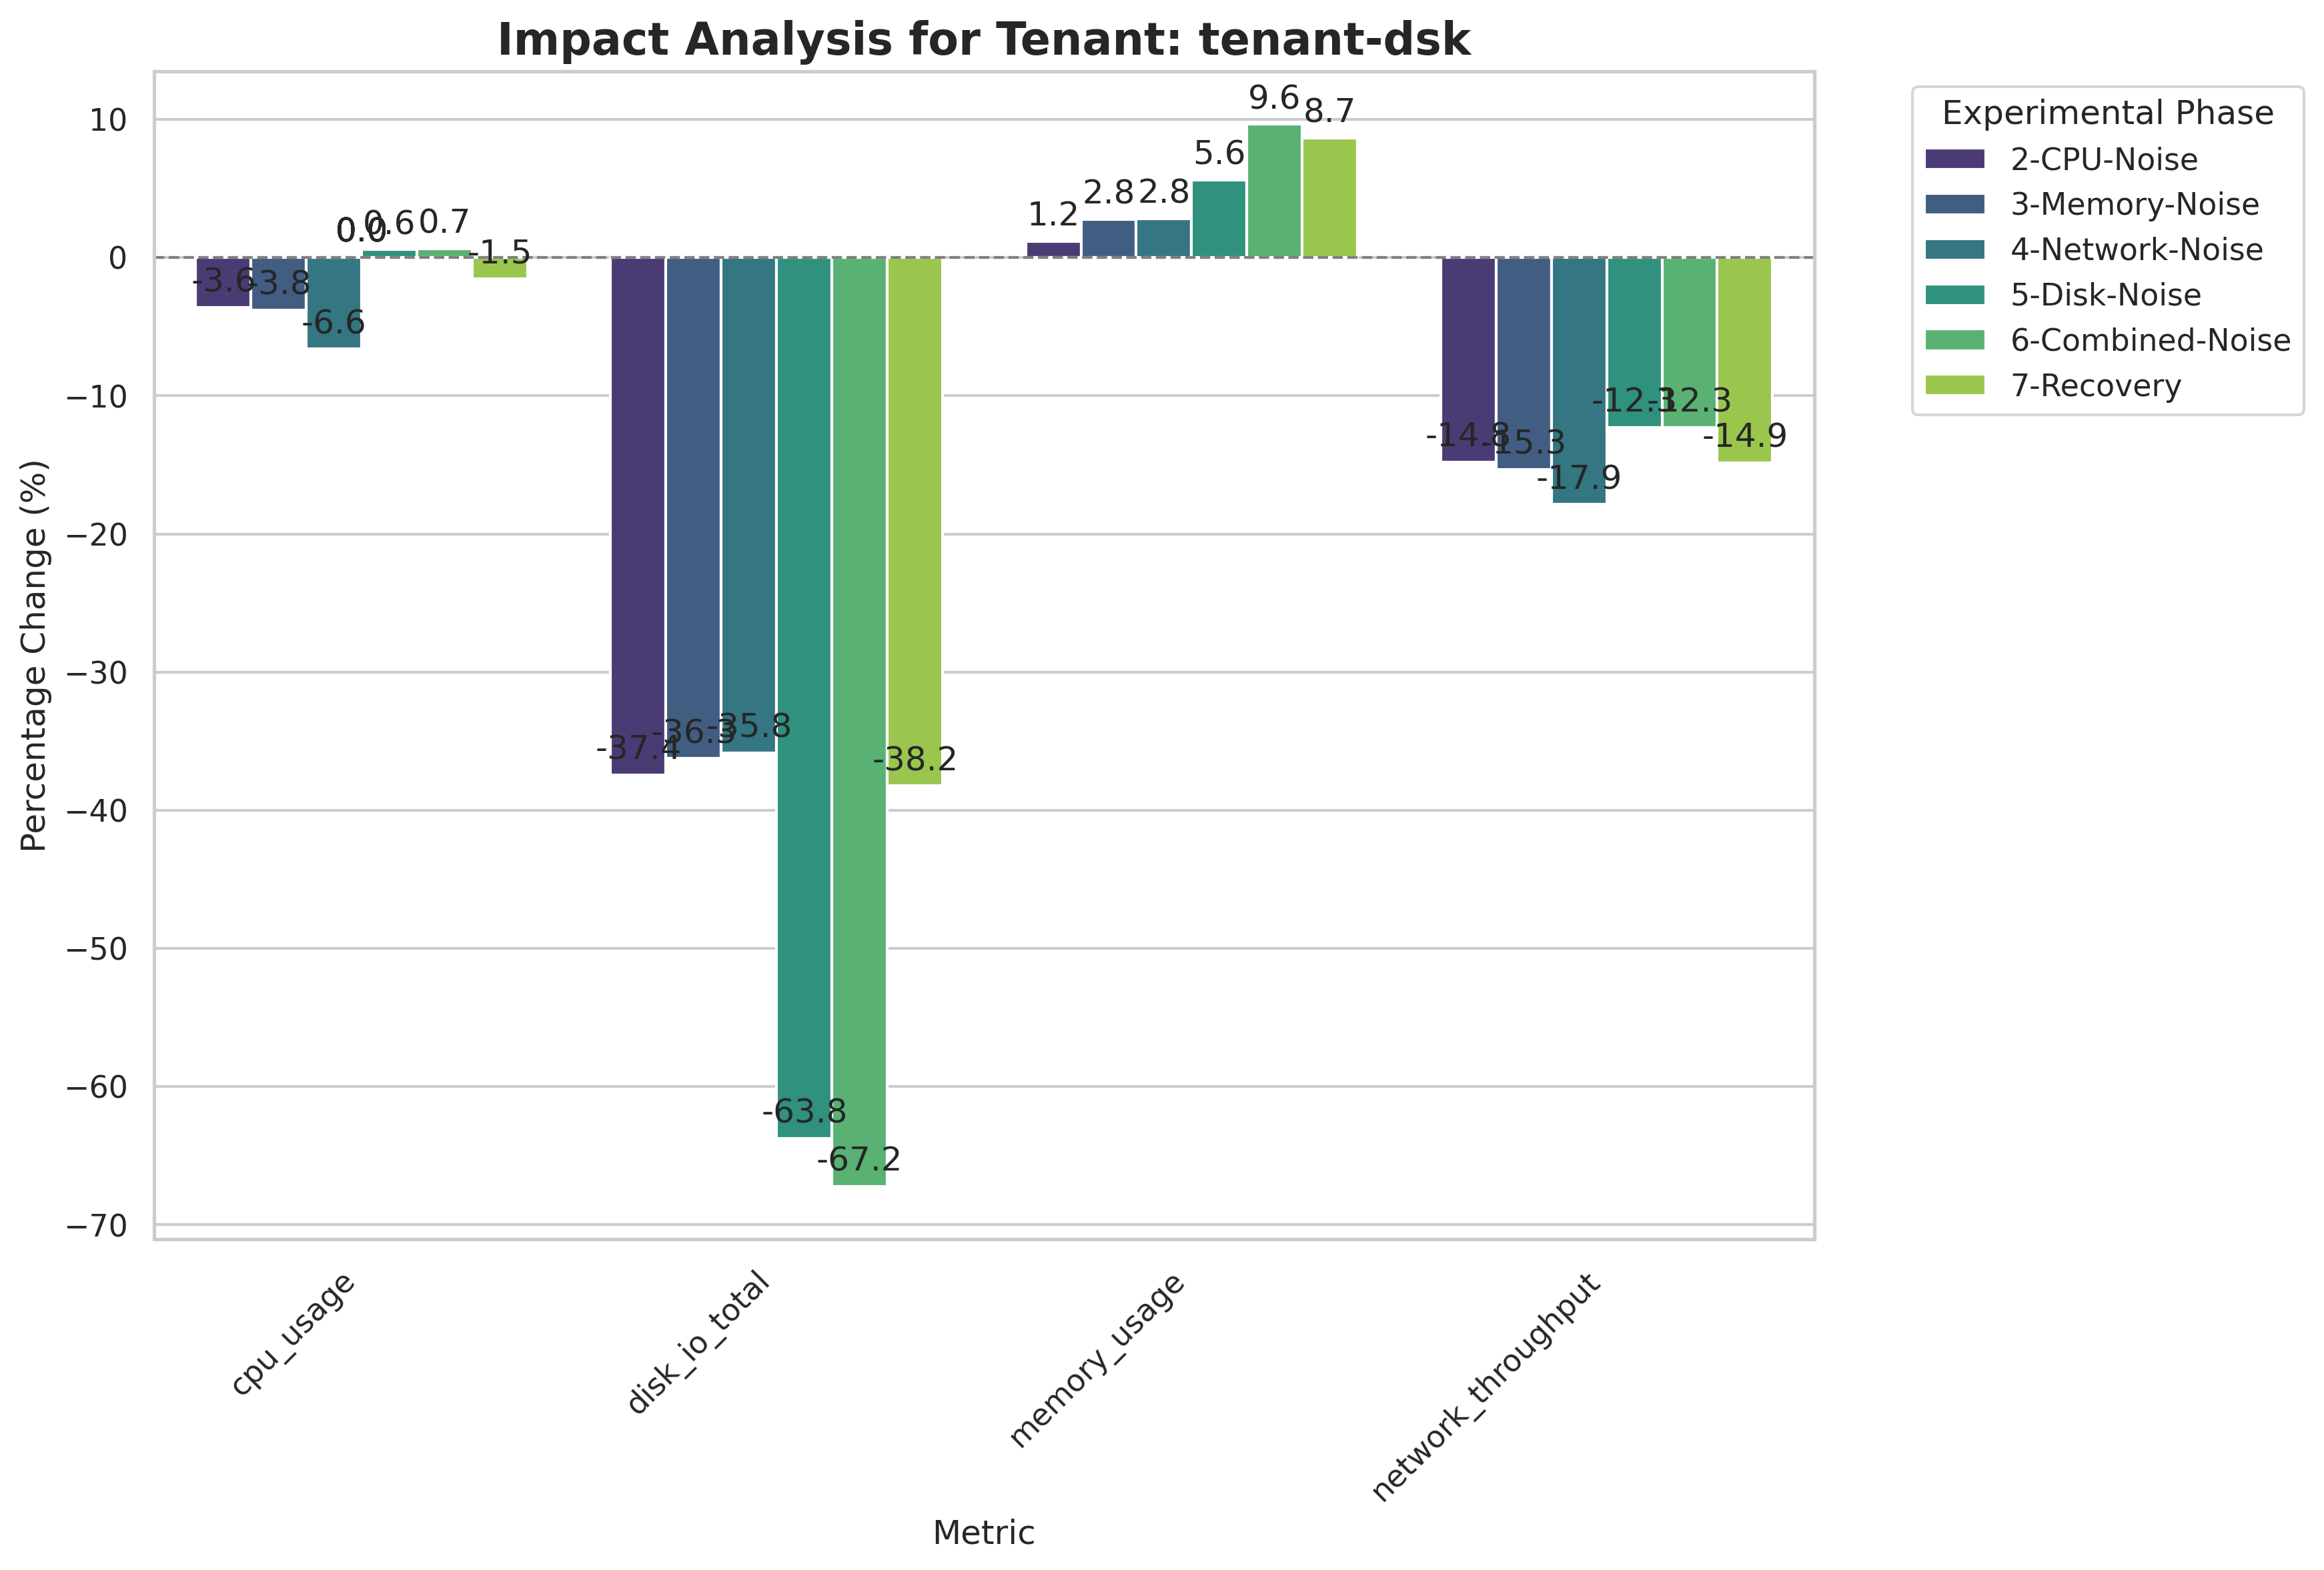 Impact Analysis for Tenant: tenant-dsk
Percentage Change (%)
10
0
−10
−20
−30
−40
−50
−60
−70
-3.6
-3.8
-6.6
0.0
0.6
0.7
-1.5
-37.4
-36.3
-35.8
-63.8
-67.2
-38.2
1.2
2.8
2.8
5.6
9.6
8.7
-14.8
-15.3
-17.9
-12.3
-12.3
-14.9
cpu_usage
disk_io_total
memory_usage
network_throughput
Metric
Experimental Phase
2-CPU-Noise
3-Memory-Noise
4-Network-Noise
5-Disk-Noise
6-Combined-Noise
7-Recovery